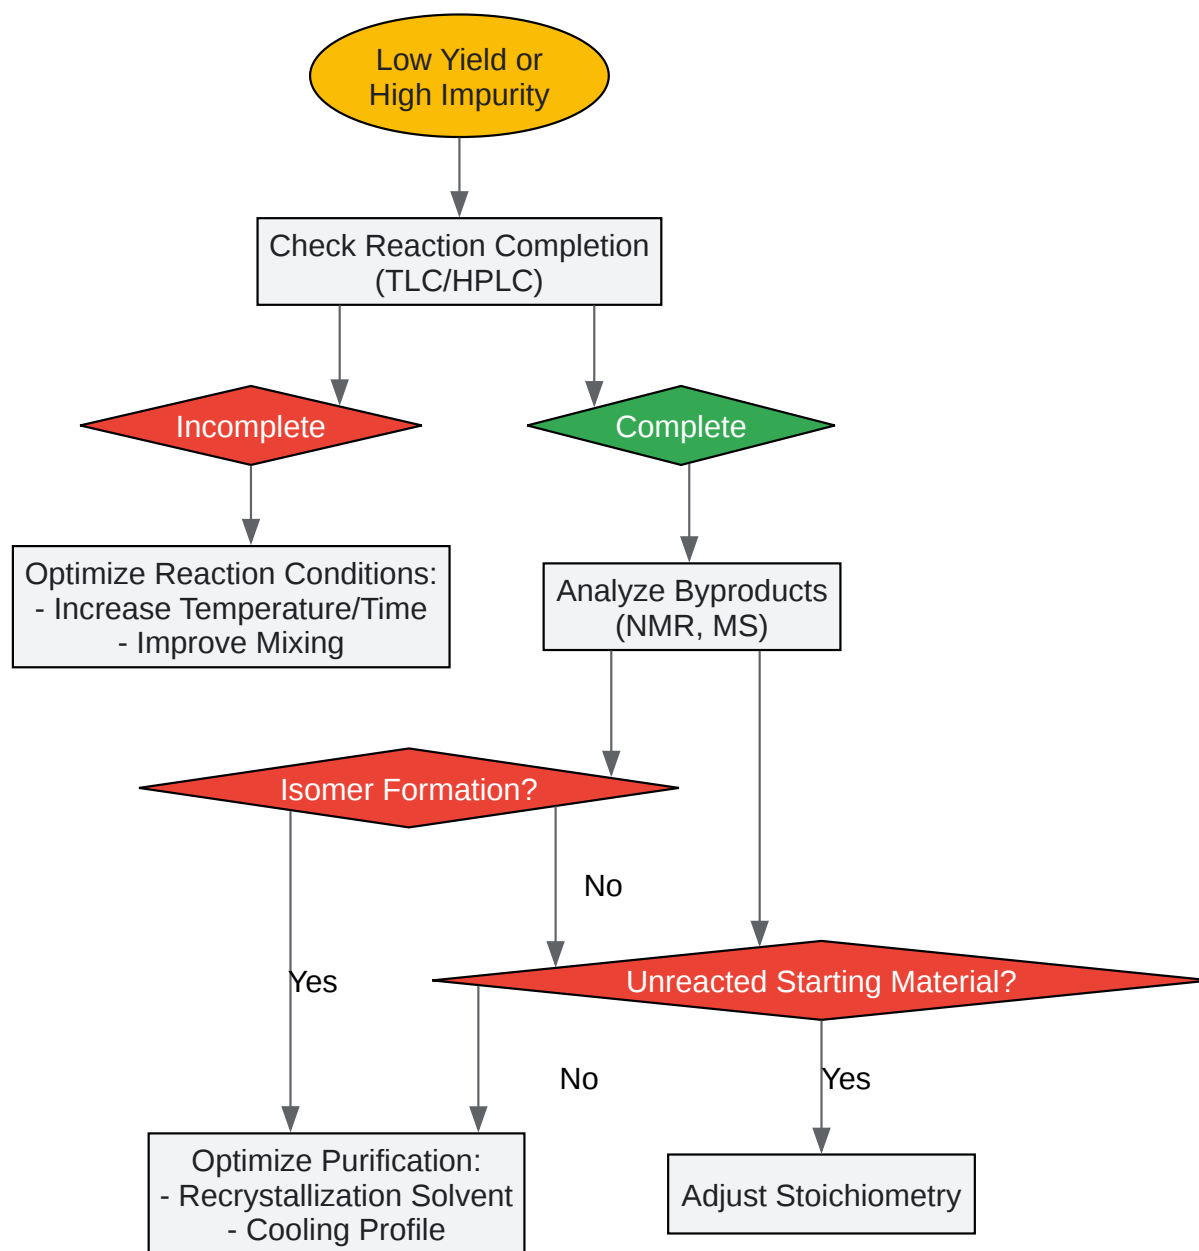 Low Yield or
High Impurity
Check Reaction Completion
(TLC/HPLC)
Incomplete
Complete
Optimize Reaction Conditions:
- Increase Temperature/Time
- Improve Mixing
Analyze Byproducts
(NMR, MS)
Isomer Formation?
No
Yes
Unreacted Starting Material?
No
Yes
Optimize Purification:
- Recrystallization Solvent
- Cooling Profile
Adjust Stoichiometry